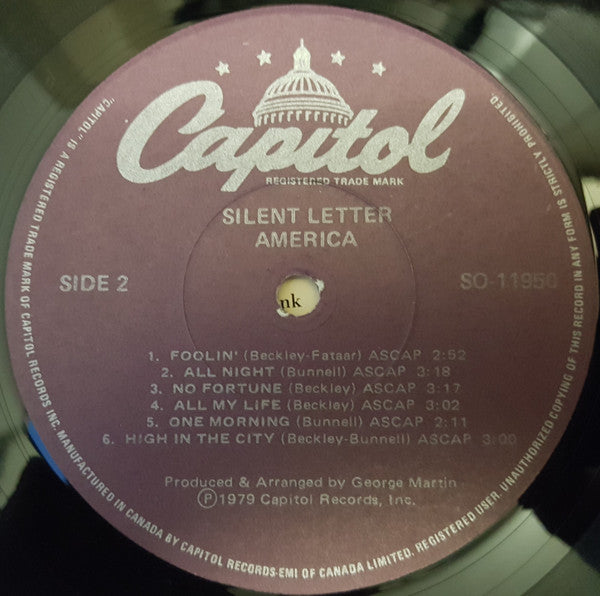 Capitol
REGISTERED TRADE MARK
SILENT LETTER
AMERICA
SIDE 2
SO-11950
nk
1. FOOLIN' (Beckley-Fataar) ASCAP 2:52
2. ALL NIGHT (Bunnell) ASCAP 3:18
3. NO FORTUNE (Beckley) ASCAP 3:17
4. ALL MY LIFE (Beckley) ASCAP 3:02
5. ONE MORNING (Bunnell) ASCAP 2:11
6. HIGH IN THE CITY (Beckley-Bunnell) ASCAP 3:00
Produced & Arranged by George Martin
Ⓟ1979 Capitol Records, Inc.
"CAPITOL" IS A REGISTERED TRADE MARK OF CAPITOL RECORDS INC. MANUFACTURED IN CANADA BY CAPITOL RECORDS-EMI OF CANADA LIMITED. REGISTERED USER. UNAUTHORIZED COPYING OF THIS RECORD IN ANY FORM IS STRICTLY PROHIBITED.